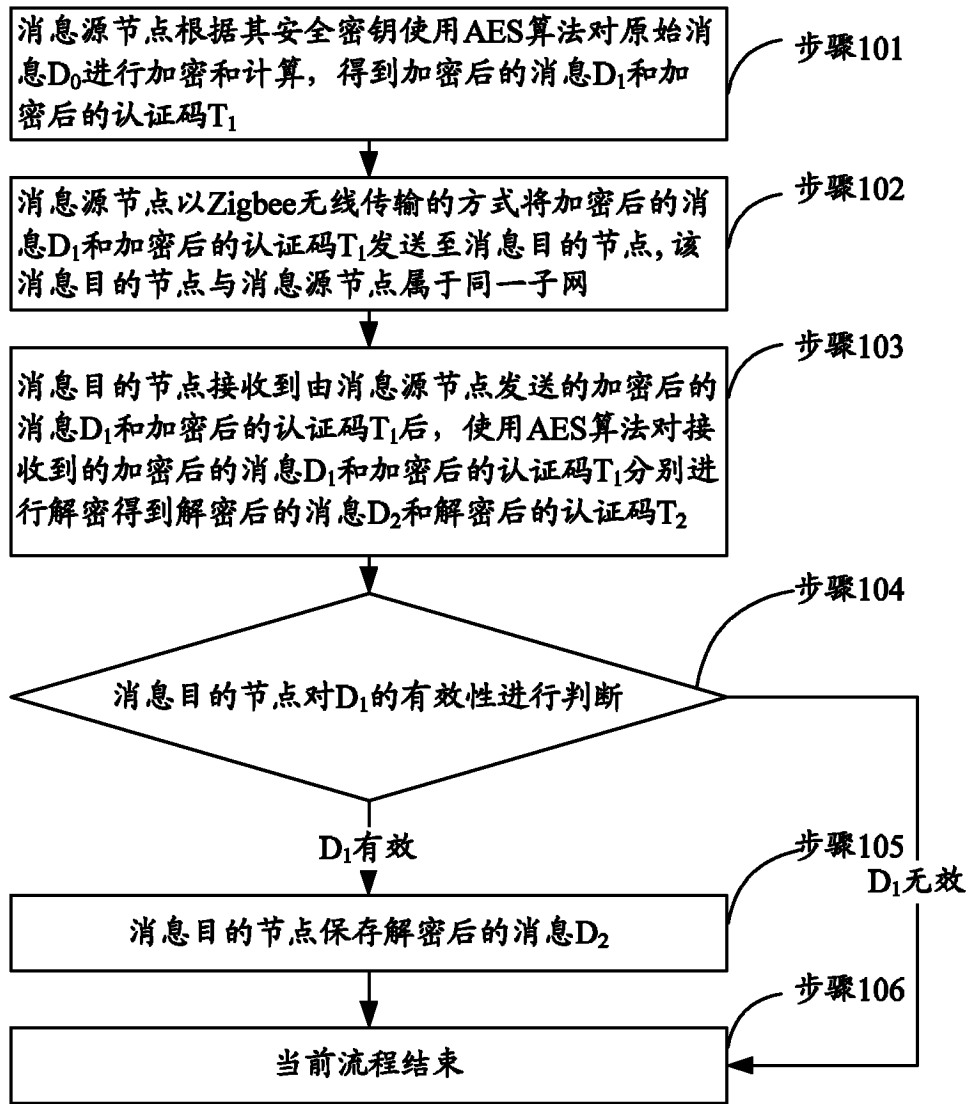 消息源节点根据其安全密钥使用AES算法对原始消
息D₀进行加密和计算，得到加密后的消息D₁和加
密后的认证码T₁
步骤101
消息源节点以Zigbee无线传输的方式将加密后的消
息D₁和加密后的认证码T₁发送至消息目的节点，该
消息目的节点与消息源节点属于同一子网
步骤102
消息目的节点接收到由消息源节点发送的加密后的
消息D₁和加密后的认证码T₁后，使用AES算法对接
收到的加密后的消息D₁和加密后的认证码T₁分别进
行解密得到解密后的消息D₂和解密后的认证码T₂
步骤103
消息目的节点对D₁的有效性进行判断
步骤104
D₁有效
D₁无效
消息目的节点保存解密后的消息D₂
步骤105
当前流程结束
步骤106